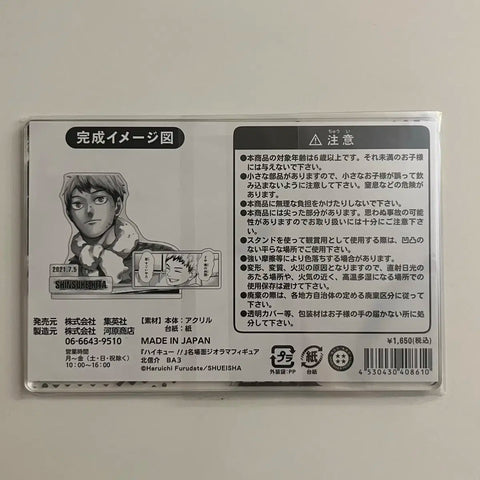 完成イメージ図
2021.7.5
SHINSUKE KITA
発売元 株式会社 集英社
製造元 株式会社 河原商店
06-6643-9510
営業時間
月〜金(土・日・祝除く)
10:00〜16:00
【素材】本体:アクリル
台紙:紙
MADE IN JAPAN
『ハイキュー!!』名場面ジオラマフィギュア
北信介 BA3
©Haruichi Furudate/SHUEISHA
ちゅう い
注意
●本商品の対象年齢は6歳以上です。それ未満のお子様
には与えないで下さい。
●小さな部品がありますので、小さなお子様が誤って飲
み込まないように注意して下さい。窒息などの危険が
あります。
●本商品に無理な負担をかけたりしないで下さい。
●本商品には尖った部分があります。思わぬ事故の可能
性がありますのでお取り扱いには十分にご注意下さい。
●スタンドを使って観賞用として使用する際は、凹凸の
ない平らな場所でご使用下さい。
●強い摩擦等により色落ちする場合があります。
●変形、変質、火災の原因となりますので、直射日光の
あたる場所や、火気の近く、高温多湿になる場所での
使用保存は避けて下さい。
●廃棄の際は、各地方自治体の定める廃棄区分に従って
下さい。
●透明カバー等、包装材はお子様の手の届かない所に処
分して下さい。
プラ
外装袋:PP
紙
台紙
¥1,650(税込)
4 530430 408610